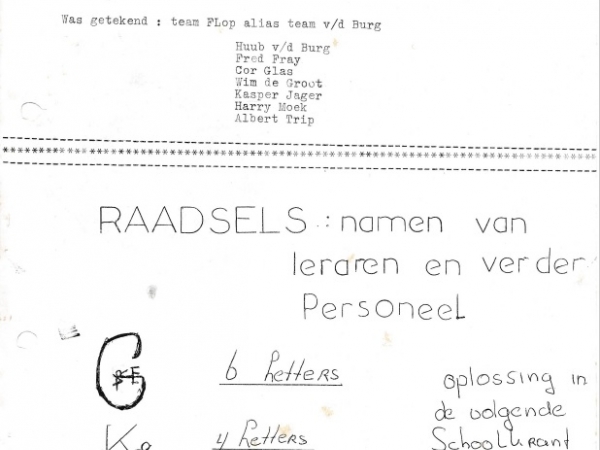 Was getekend : team FLop alias team v/d Burg
Huub v/d Burg
Fred Fray
Cor Glas
Wim de Groot
Kasper Jager
Harry Moek
Albert Trip
RAADSELS : namen van
leraren en verder
Personeel
6 letters
oplossing in
de volgende
4 letters
Schoolkrant